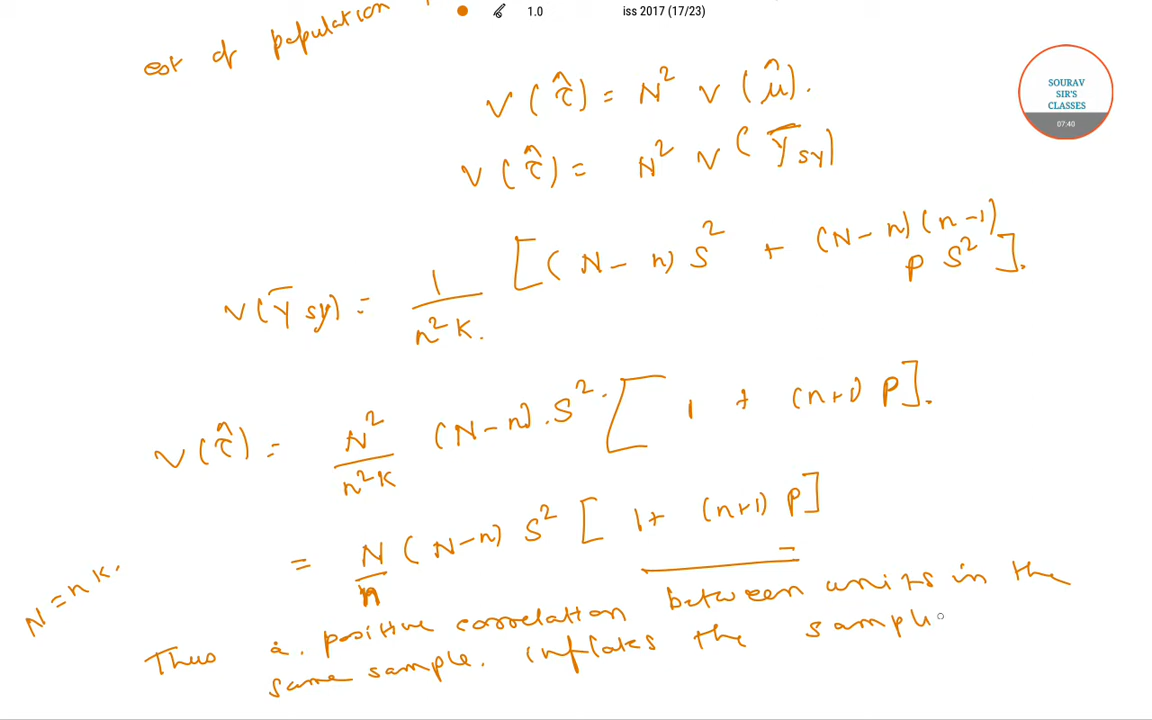 1.0 iss 2017 (17/23)
est of population
SOURAV
SIR'S
CLASSES
07:40
V(τ̂) = N² V(μ̂).
V(τ̂) = N² V(Ȳsy)
V(Ȳsy) = 1/n²K. [(N-n) S² + (N-n)(n-1) ρ S²].
V(τ̂) = N²/n²K (N-n).S².[1 + (n+1) ρ].
= N/n (N-n) S² [1+ (n+1) ρ]
N=nK.
Thus a. positive correlation between units in the
same sample. inflates the sample